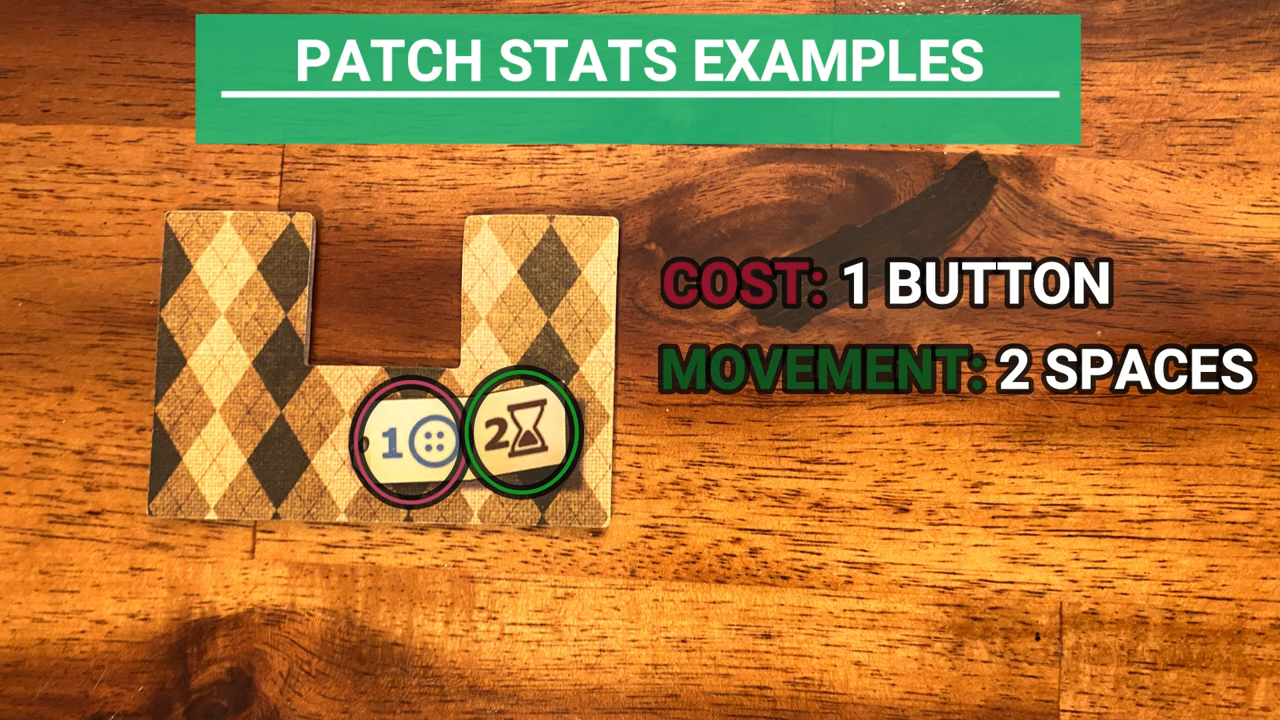 PATCH STATS EXAMPLES
COST: 1 BUTTON
MOVEMENT: 2 SPACES
1
2